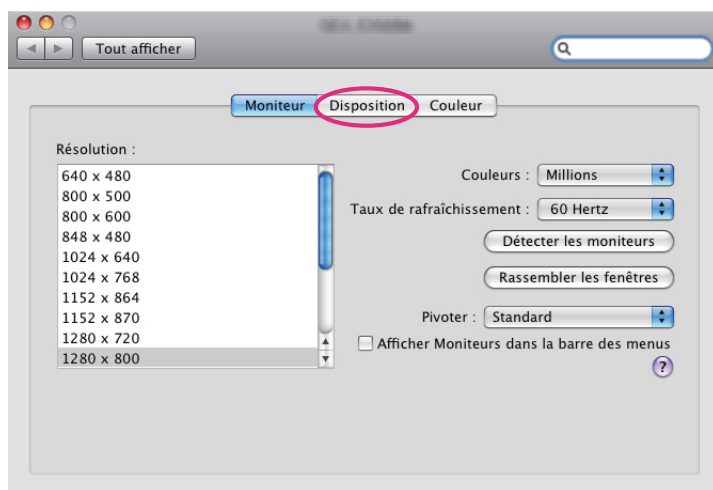 Tout afficher
Moniteur Disposition Couleur
Résolution :
640 x 480
800 x 500
800 x 600
848 x 480
1024 x 640
1024 x 768
1152 x 864
1152 x 870
1280 x 720
1280 x 800
Couleurs : Millions
Taux de rafraîchissement : 60 Hertz
Détecter les moniteurs
Rassembler les fenêtres
Pivoter : Standard
Afficher Moniteurs dans la barre des menus
?